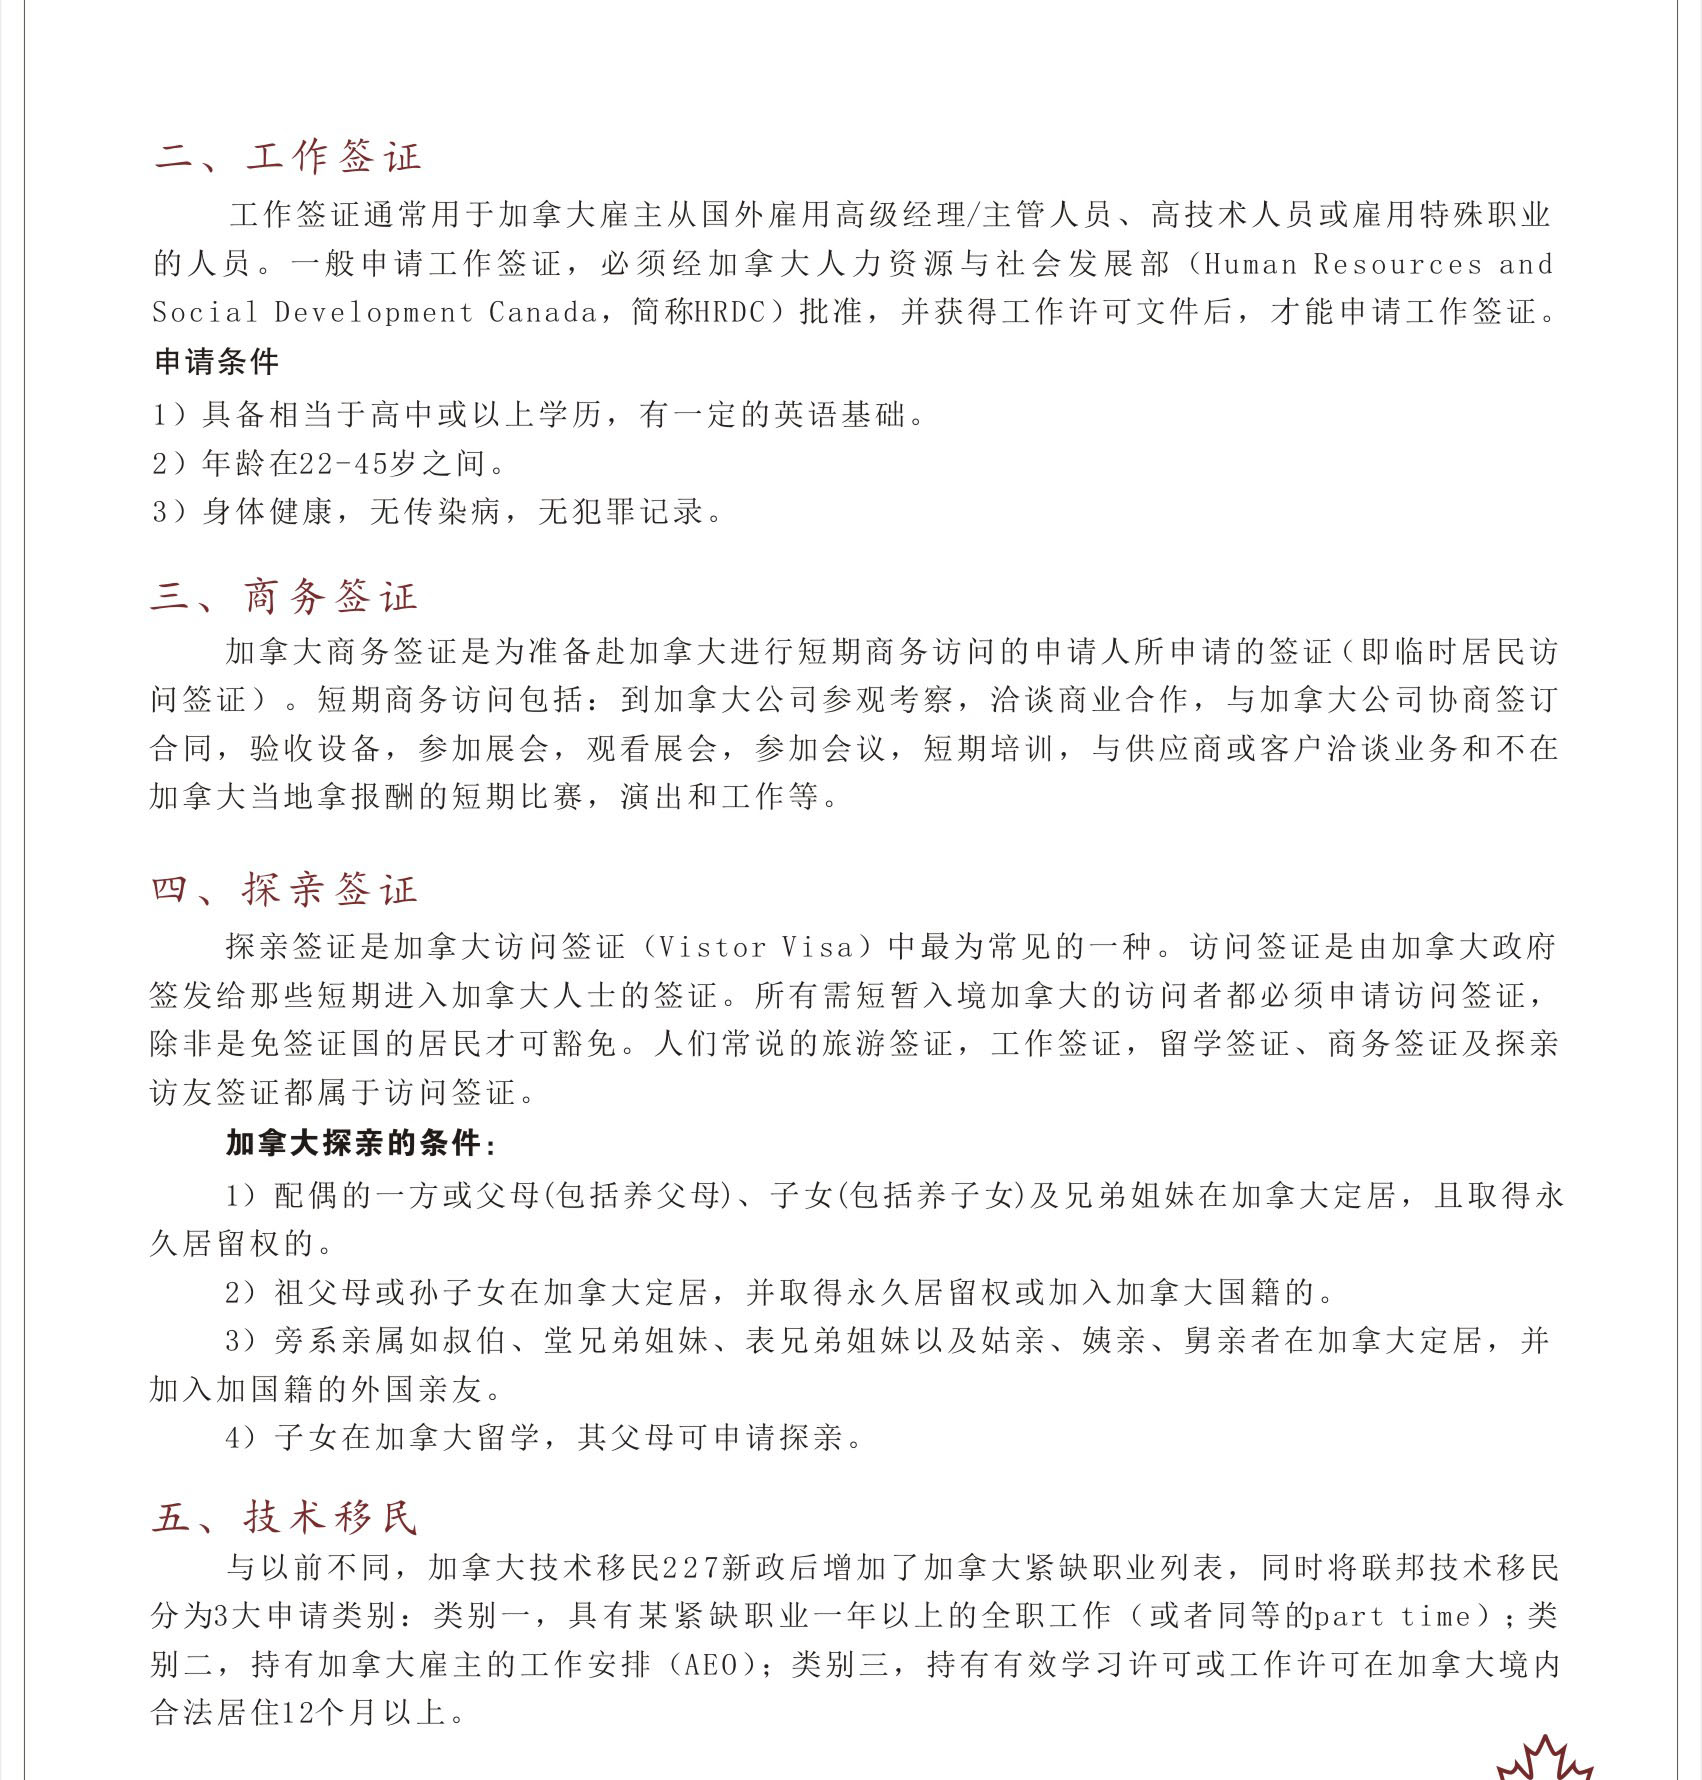 二、工作签证
工作签证通常用于加拿大雇主从国外雇用高级经理/主管人员、高技术人员或雇用特殊职业
的人员。一般申请工作签证，必须经加拿大人力资源与社会发展部（Human Resources and
Social Development Canada，简称HRDC）批准，并获得工作许可文件后，才能申请工作签证。
申请条件
1）具备相当于高中或以上学历，有一定的英语基础。
2）年龄在22-45岁之间。
3）身体健康，无传染病，无犯罪记录。
三、商务签证
加拿大商务签证是为准备赴加拿大进行短期商务访问的申请人所申请的签证（即临时居民访
问签证）。短期商务访问包括：到加拿大公司参观考察，洽谈商业合作，与加拿大公司协商签订
合同，验收设备，参加展会，观看展会，参加会议，短期培训，与供应商或客户洽谈业务和不在
加拿大当地拿报酬的短期比赛，演出和工作等。
四、探亲签证
探亲签证是加拿大访问签证（Vistor Visa）中最为常见的一种。访问签证是由加拿大政府
签发给那些短期进入加拿大人士的签证。所有需短暂入境加拿大的访问者都必须申请访问签证，
除非是免签证国的居民才可豁免。人们常说的旅游签证，工作签证，留学签证、商务签证及探亲
访友签证都属于访问签证。
加拿大探亲的条件：
1）配偶的一方或父母(包括养父母)、子女(包括养子女)及兄弟姐妹在加拿大定居，且取得永
久居留权的。
2）祖父母或孙子女在加拿大定居，并取得永久居留权或加入加拿大国籍的。
3）旁系亲属如叔伯、堂兄弟姐妹、表兄弟姐妹以及姑亲、姨亲、舅亲者在加拿大定居，并
加入加国籍的外国亲友。
4）子女在加拿大留学，其父母可申请探亲。
五、技术移民
与以前不同，加拿大技术移民227新政后增加了加拿大紧缺职业列表，同时将联邦技术移民
分为3大申请类别：类别一，具有某紧缺职业一年以上的全职工作（或者同等的part time）；类
别二，持有加拿大雇主的工作安排（AEO）；类别三，持有有效学习许可或工作许可在加拿大境内
合法居住12个月以上。